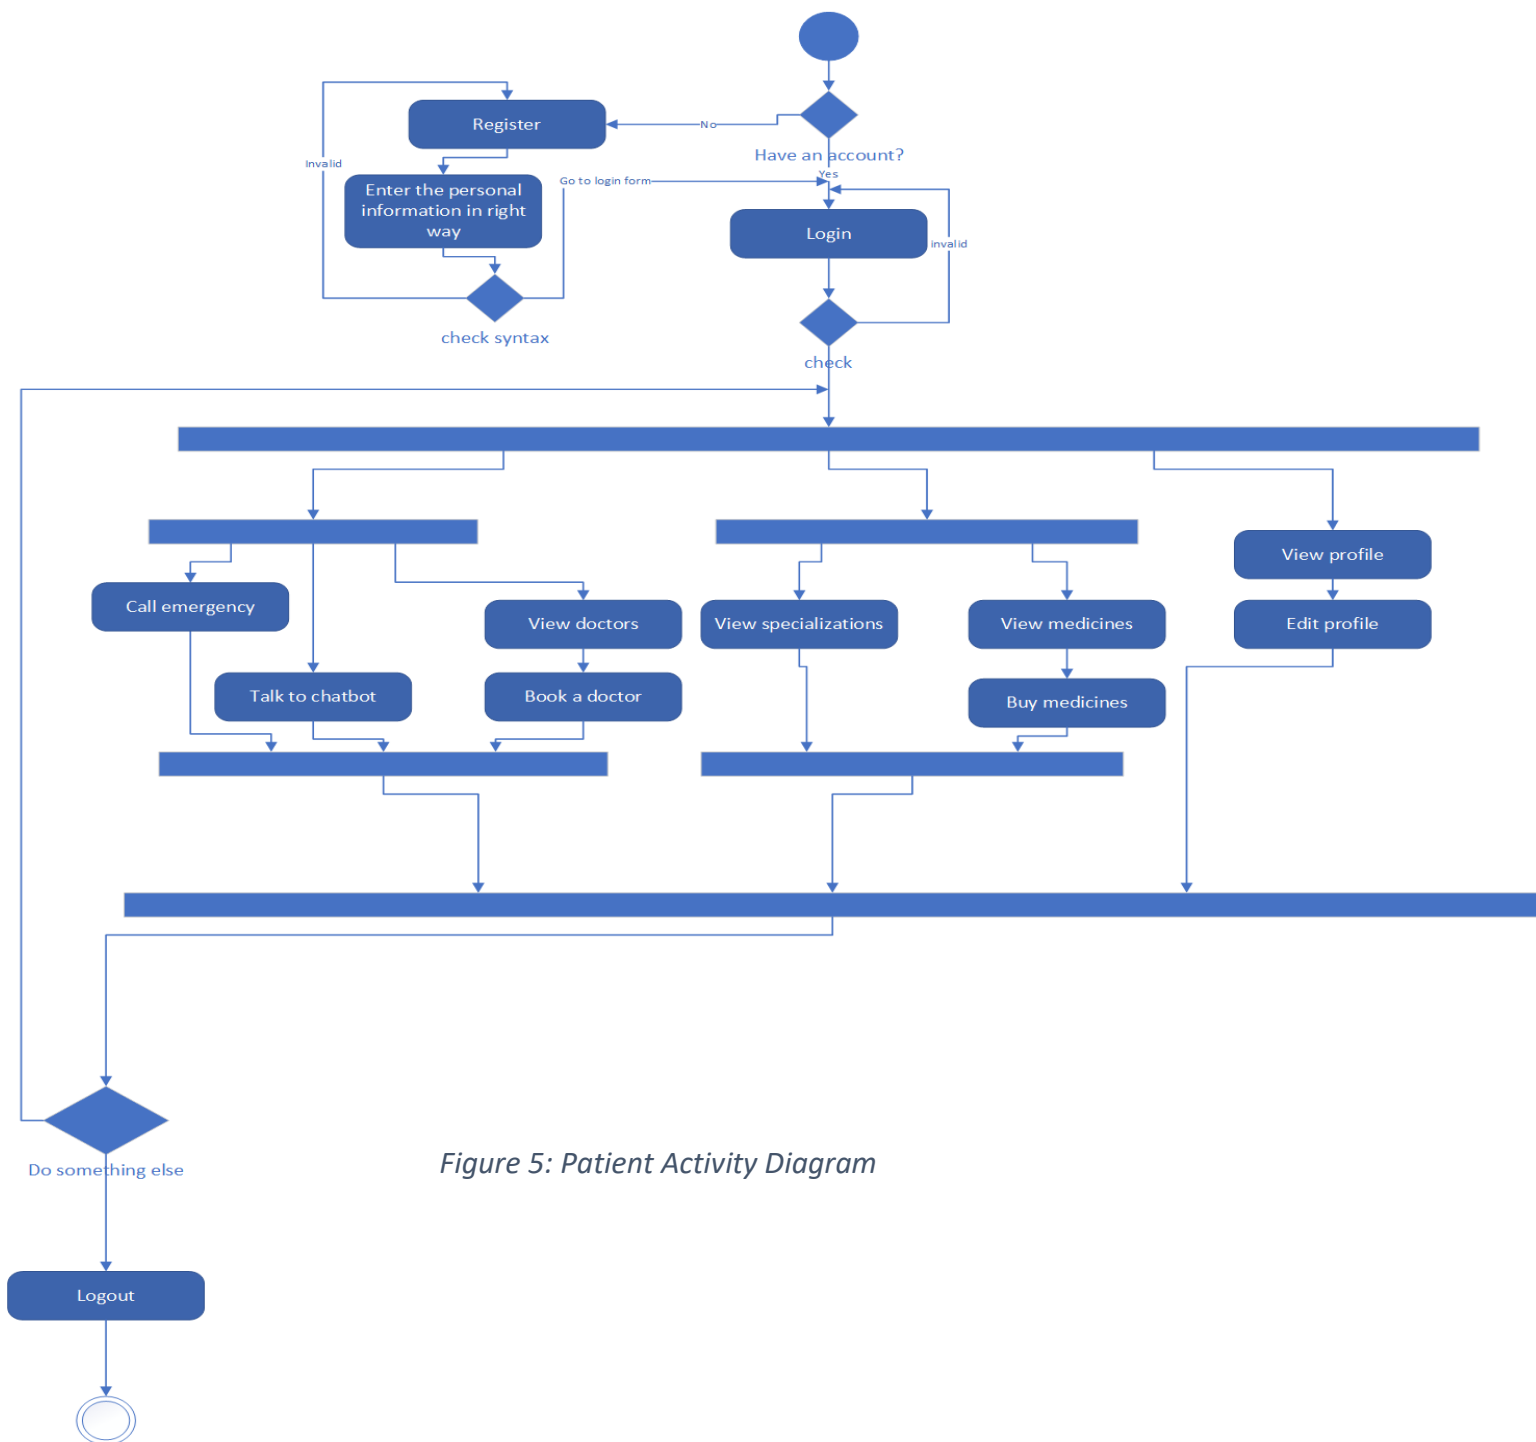 Register
No
Have an account?
Invalid
Yes
Enter the personal
information in right
way
Go to login form
Login
invalid
check syntax
check
View profile
Call emergency
View doctors
View specializations
View medicines
Edit profile
Talk to chatbot
Book a doctor
Buy medicines
Do something else
Figure 5: Patient Activity Diagram
Logout